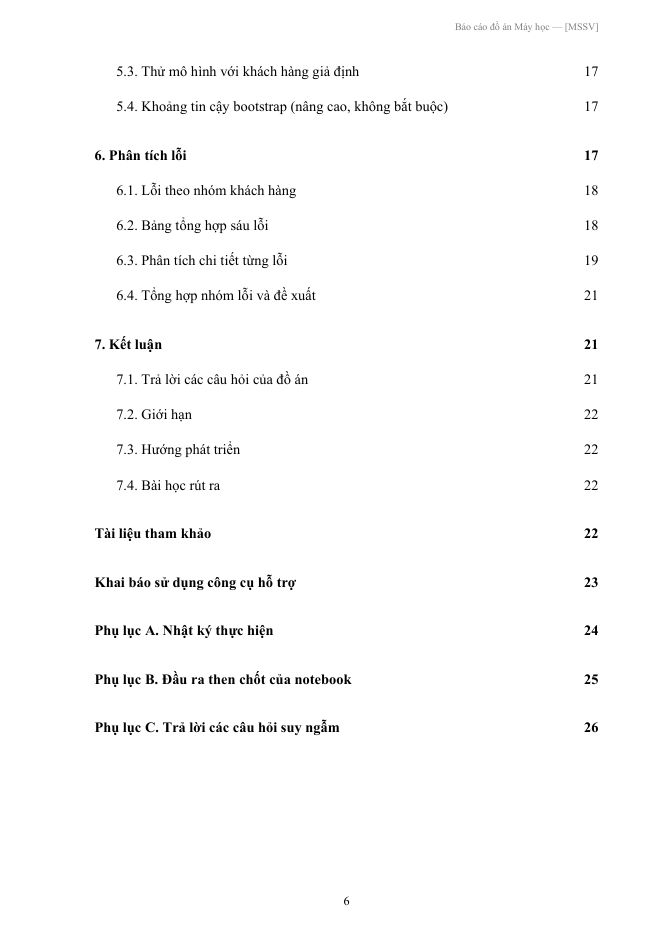 Báo cáo đồ án Máy học — [MSSV]
5.3. Thử mô hình với khách hàng giả định 17
5.4. Khoảng tin cậy bootstrap (nâng cao, không bắt buộc) 17
6. Phân tích lỗi 17
6.1. Lỗi theo nhóm khách hàng 18
6.2. Bảng tổng hợp sáu lỗi 18
6.3. Phân tích chi tiết từng lỗi 19
6.4. Tổng hợp nhóm lỗi và đề xuất 21
7. Kết luận 21
7.1. Trả lời các câu hỏi của đồ án 21
7.2. Giới hạn 22
7.3. Hướng phát triển 22
7.4. Bài học rút ra 22
Tài liệu tham khảo 22
Khai báo sử dụng công cụ hỗ trợ 23
Phụ lục A. Nhật ký thực hiện 24
Phụ lục B. Đầu ra then chốt của notebook 25
Phụ lục C. Trả lời các câu hỏi suy ngẫm 26
6